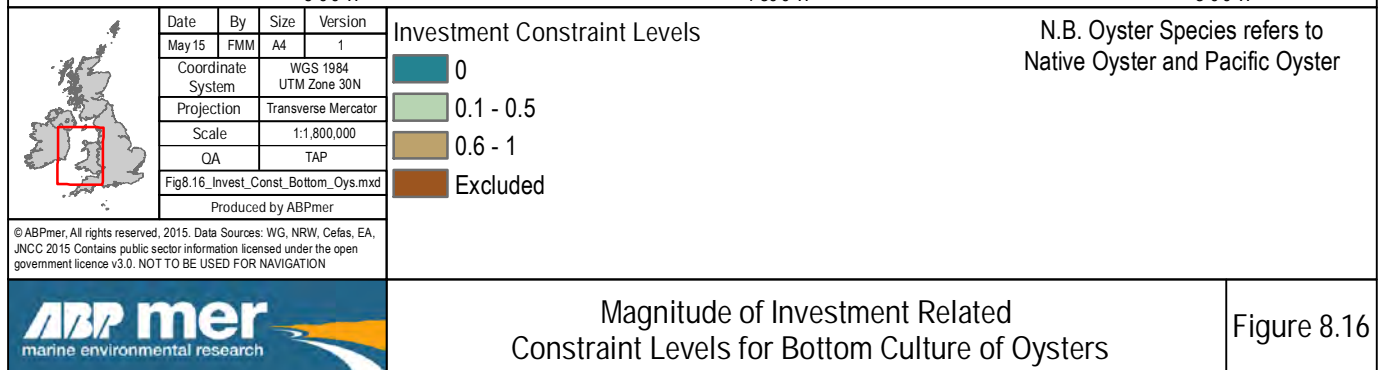 Date By Size Version
May 15 FMM A4 1
Coordinate System WGS 1984 UTM Zone 30N
Projection Transverse Mercator
Scale 1:1,800,000
QA TAP
Fig8.16_Invest_Const_Bottom_Oys.mxd
Produced by ABPmer
© ABPmer, All rights reserved, 2015. Data Sources: WG, NRW, Cefas, EA,
JNCC 2015 Contains public sector information licensed under the open
government licence v3.0. NOT TO BE USED FOR NAVIGATION
Investment Constraint Levels
0
0.1 - 0.5
0.6 - 1
Excluded
N.B. Oyster Species refers to
Native Oyster and Pacific Oyster
ABP mer
marine environmental research
Magnitude of Investment Related
Constraint Levels for Bottom Culture of Oysters
Figure 8.16